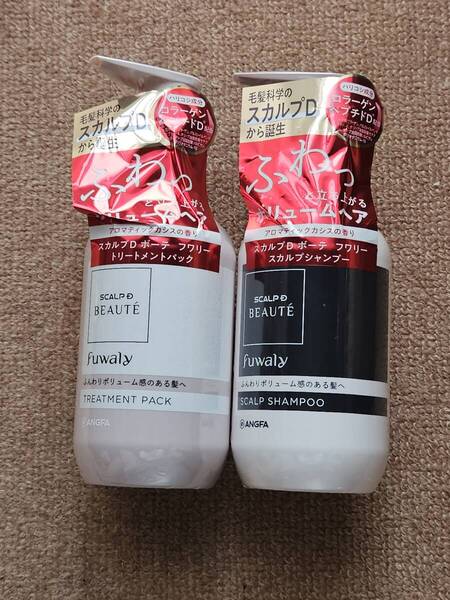 毛髪科学の
スカルプD
から誕生
ハリコシ成分
コラーゲン
ふわっ
と立ち上がる
ボリュームヘア
アロマティックカシスの香り
スカルプD ボーテ フワリー
トリートメントパック
SCALP D
BEAUTÉ
fuwaly
ふんわりボリューム感のある髪へ
TREATMENT PACK
ANGFA
毛髪科学の
スカルプD
から誕生
ハリコシ成分
コラーゲン
ペプチドD
ふわっ
と立ち上がる
ボリュームヘア
アロマティックカシスの香り
スカルプD ボーテ フワリー
スカルプシャンプー
SCALP D
BEAUTÉ
fuwaly
ふんわりボリューム感のある髪へ
SCALP SHAMPOO
ANGFA